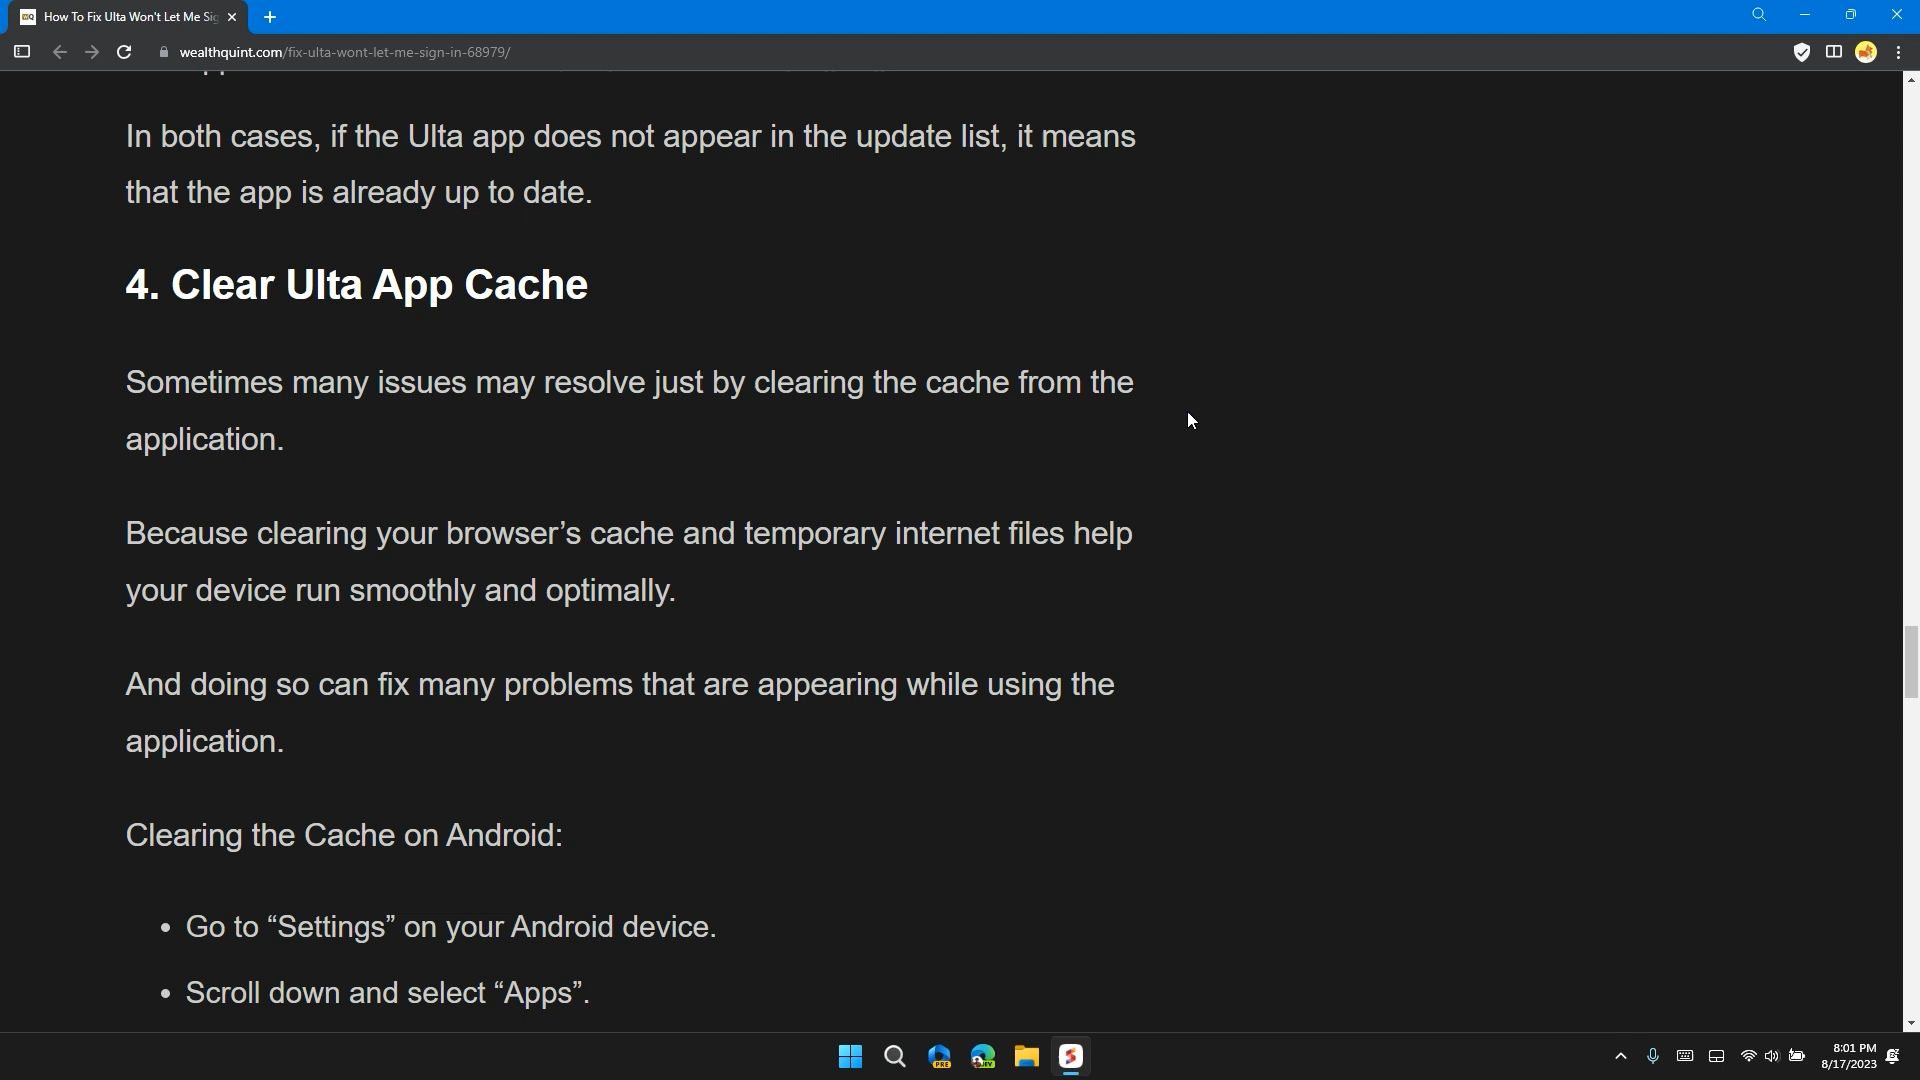 How To Fix Ulta Won't Let Me Sig
wealthquint.com/fix-ulta-wont-let-me-sign-in-68979/
In both cases, if the Ulta app does not appear in the update list, it means
that the app is already up to date.
4. Clear Ulta App Cache
Sometimes many issues may resolve just by clearing the cache from the
application.
Because clearing your browser’s cache and temporary internet files help
your device run smoothly and optimally.
And doing so can fix many problems that are appearing while using the
application.
Clearing the Cache on Android:
• Go to “Settings” on your Android device.
• Scroll down and select “Apps”.
PRE
8:01 PM
8/17/2023